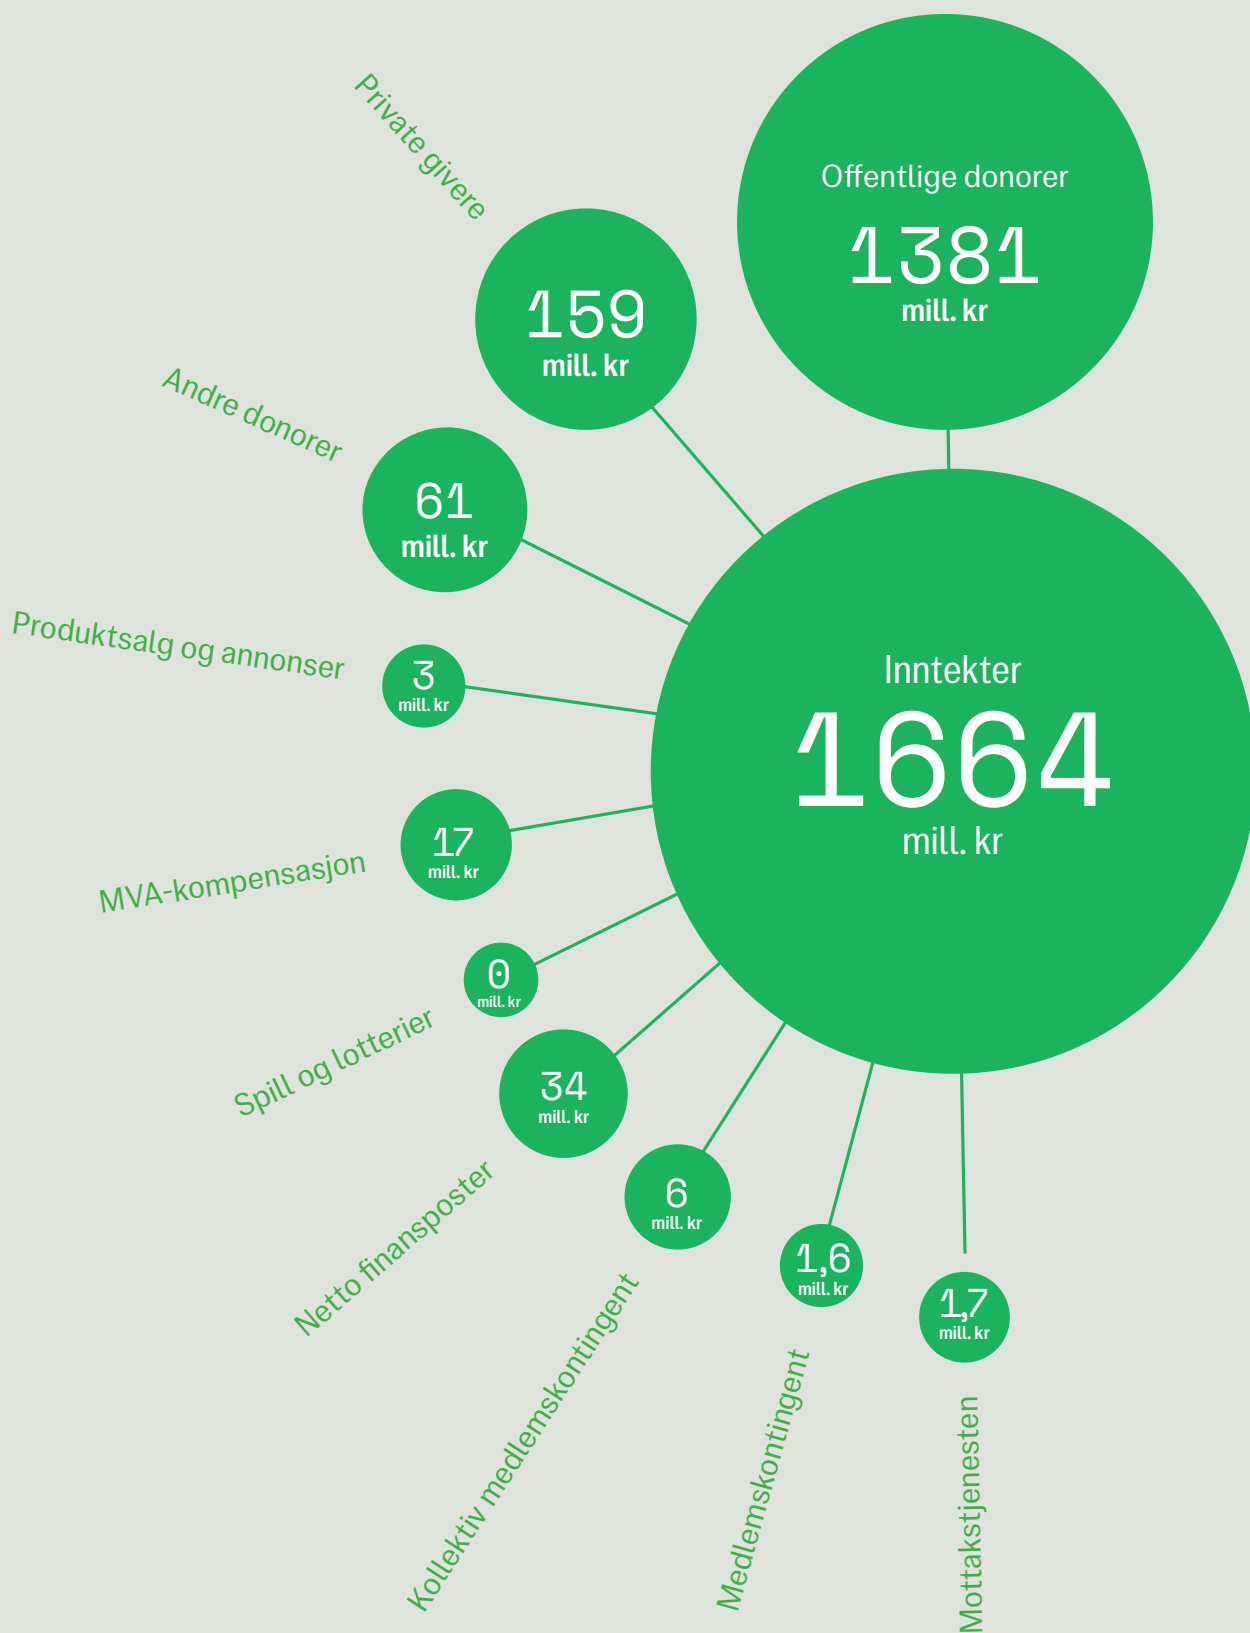 Offentlige donorer
1381
mill. kr
Private givere
159
mill. kr
Andre donorer
61
mill. kr
Produktsalg og annonser
3
mill. kr
MVA-kompensasjon
17
mill. kr
Spill og lotterier
0
mill. kr
Netto finansposter
34
mill. kr
Kollektiv medlemskontingent
6
mill. kr
Medlemskontingent
1,6
mill. kr
Mottakstjenesten
1,7
mill. kr
Inntekter
1664
mill. kr